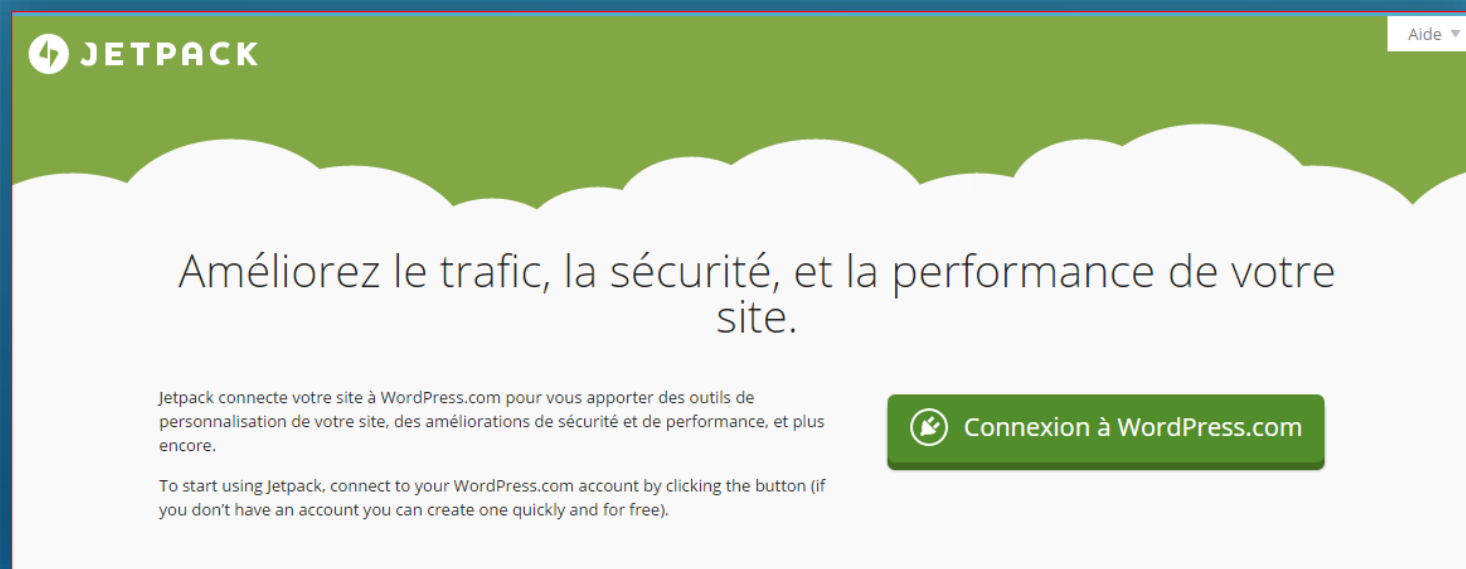 JETPACK
Aide
Améliorez le trafic, la sécurité, et la performance de votre
site.
Jetpack connecte votre site à WordPress.com pour vous apporter des outils de
personnalisation de votre site, des améliorations de sécurité et de performance, et plus
encore.
To start using Jetpack, connect to your WordPress.com account by clicking the button (if
you don’t have an account you can create one quickly and for free).
Connexion à WordPress.com